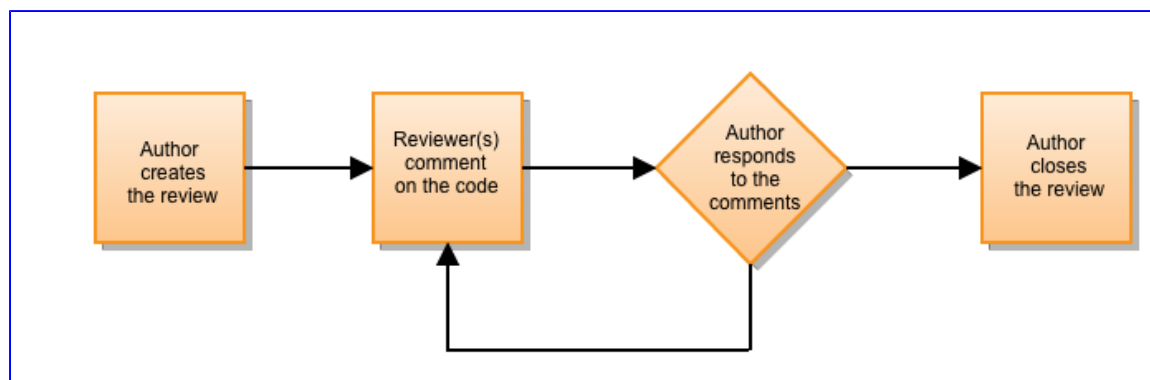 Author
creates
the review
Reviewer(s)
comment
on the code
Author
responds
to the
comments
Author
closes
the review